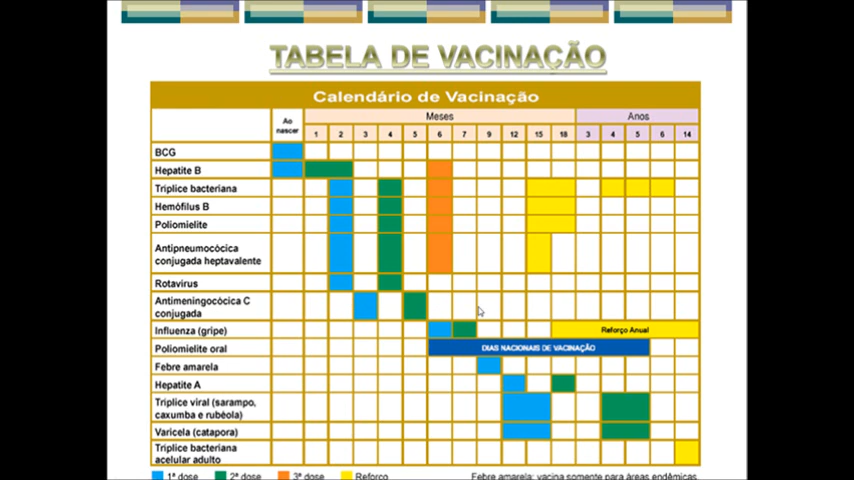 TABELA DE VACINAÇÃO
Calendário de Vacinação
Ao nascer
Meses
Anos
1 2 3 4 5 6 7 9 12 15 18 3 4 5 6 14
BCG
Hepatite B
Tríplice bacteriana
Hemófilus B
Poliomielite
Antipneumocócica
conjugada heptavalente
Rotavírus
Antimeningocócica C
conjugada
Influenza (gripe)
Reforço Anual
Poliomielite oral
DIAS NACIONAIS DE VACINAÇÃO
Febre amarela
Hepatite A
Tríplice viral (sarampo,
caxumba e rubéola)
Varicela (catapora)
Tríplice bacteriana
acelular adulto
1ª dose 2ª dose 3ª dose Reforço
Febre amarela: vacina somente para áreas endêmicas